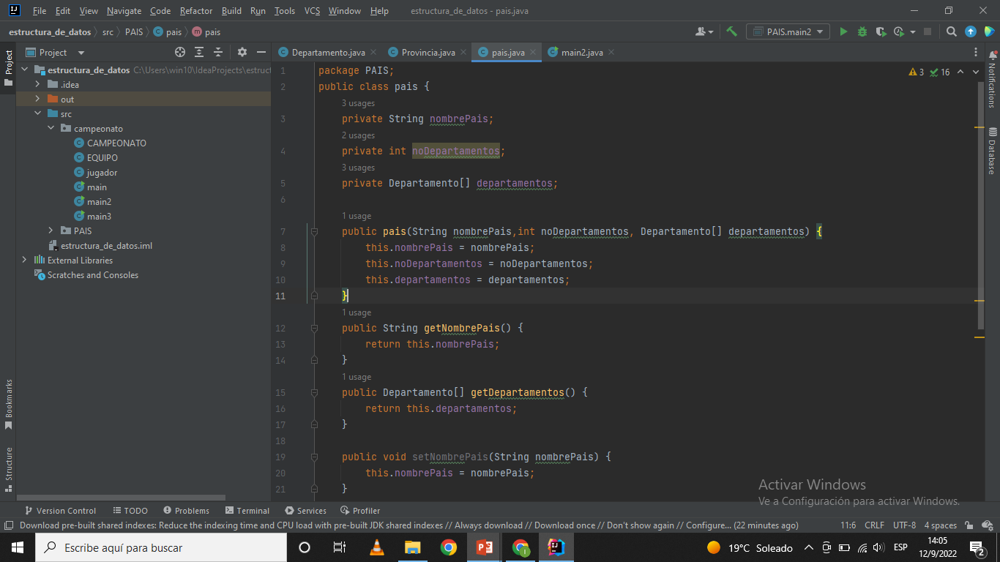 File Edit View Navigate Code Refactor Build Run Tools VCS Window Help estructura_de_datos - pais.java
estructura_de_datos src PAIS pais pais PAIS.main2
Project
Departamento.java Provincia.java pais.java main2.java
Project
Bookmarks
Structure
estructura_de_datos C:\Users\win10\IdeaProjects\estruct
.idea
out
src
campeonato
CAMPEONATO
EQUIPO
jugador
main
main2
main3
PAIS
estructura_de_datos.iml
External Libraries
Scratches and Consoles
3 16
1 package PAIS;
2 public class pais {
3 usages
3 private String nombrePais;
2 usages
4 private int noDepartamentos;
3 usages
5 private Departamento[] departamentos;
6
1 usage
7 public pais(String nombrePais,int noDepartamentos, Departamento[] departamentos) {
8 this.nombrePais = nombrePais;
9 this.noDepartamentos = noDepartamentos;
10 this.departamentos = departamentos;
11 }
1 usage
12 public String getNombrePais() {
13 return this.nombrePais;
14 }
1 usage
15 public Departamento[] getDepartamentos() {
16 return this.departamentos;
17 }
18
19 public void setNombrePais(String nombrePais) {
20 this.nombrePais = nombrePais;
21 }
Notifications
Database
Activar Windows
Ve a Configuración para activar Windows.
Version Control TODO Problems Terminal Services Profiler
Download pre-built shared indexes: Reduce the indexing time and CPU load with pre-built JDK shared indexes // Always download // Download once // Don't show again // Configure... (22 minutes ago) 11:6 CRLF UTF-8 4 spaces
Escribe aquí para buscar
19°C Soleado ESP 14:05
12/9/2022 2